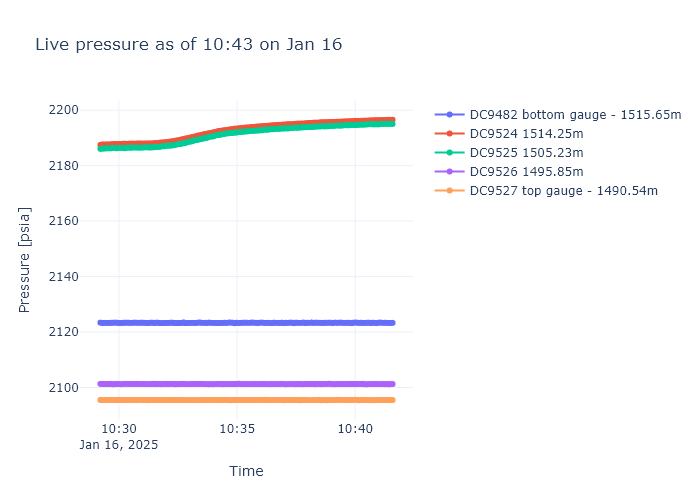 Live pressure as of 10:43 on Jan 16
2200
2180
2160
2140
2120
2100
Pressure [psia]
10:30
Jan 16, 2025
10:35
10:40
Time
DC9482 bottom gauge - 1515.65m
DC9524 1514.25m
DC9525 1505.23m
DC9526 1495.85m
DC9527 top gauge - 1490.54m